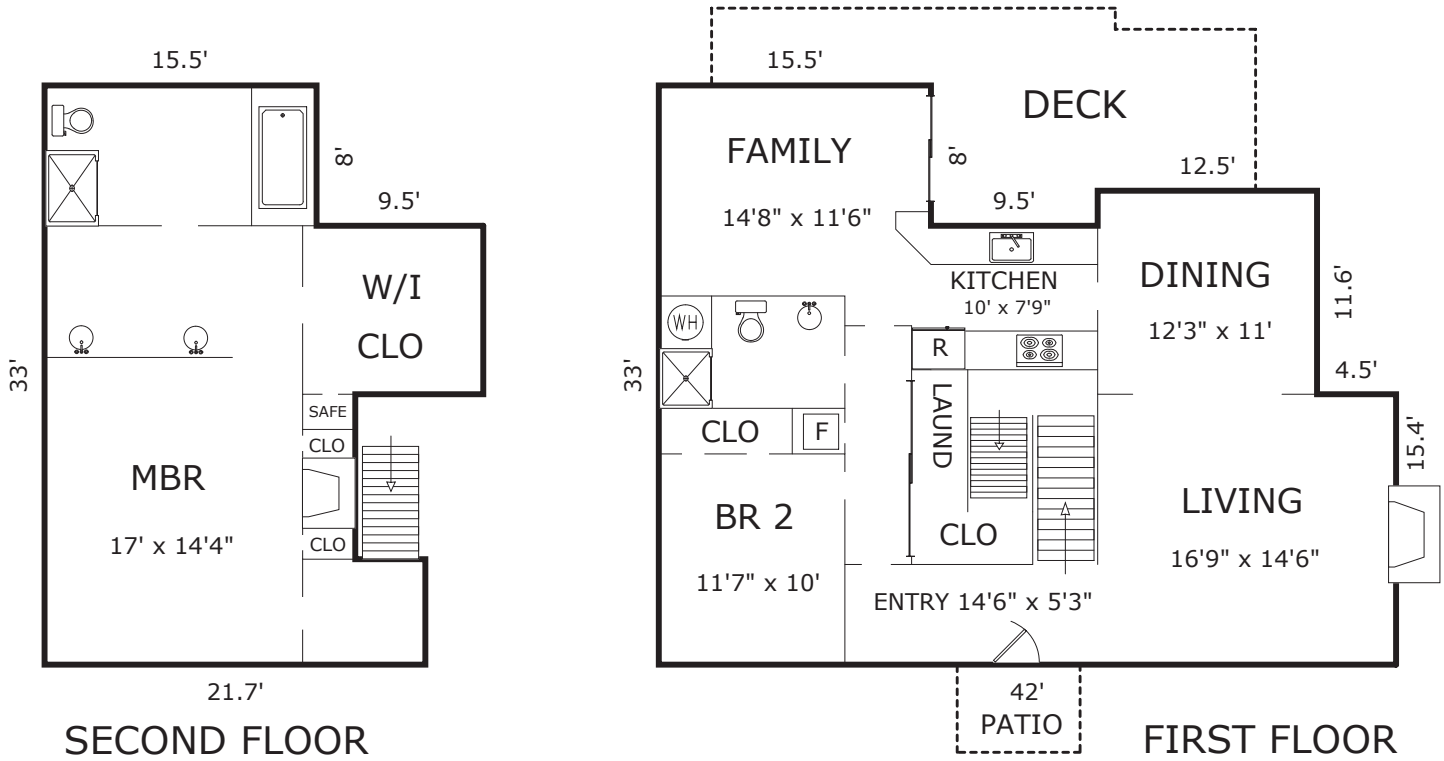 15.5'
8'
9.5'
W/I
CLO
33'
SAFE
CLO
MBR
17' x 14'4"
CLO
21.7'
SECOND FLOOR
15.5'
DECK
FAMILY
8'
12.5'
14'8" x 11'6"
9.5'
KITCHEN
10' x 7'9"
DINING
12'3" x 11'
11.6'
WH
R
33'
4.5'
LAUND
CLO
F
15.4'
BR 2
11'7" x 10'
CLO
LIVING
16'9" x 14'6"
ENTRY 14'6" x 5'3"
42'
PATIO
FIRST FLOOR